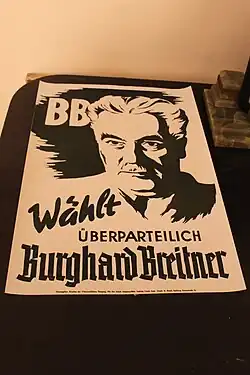 BB
Wählt
ÜBERPARTEILICH
Burghard Breitner